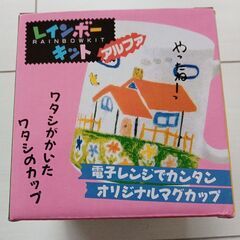 レインボー
RAINBOWKIT
キット
アルファ
やったねーっ
ワタシがかいた
ワタシのカップ
電子レンジでカンタン
オリジナルマグカップ